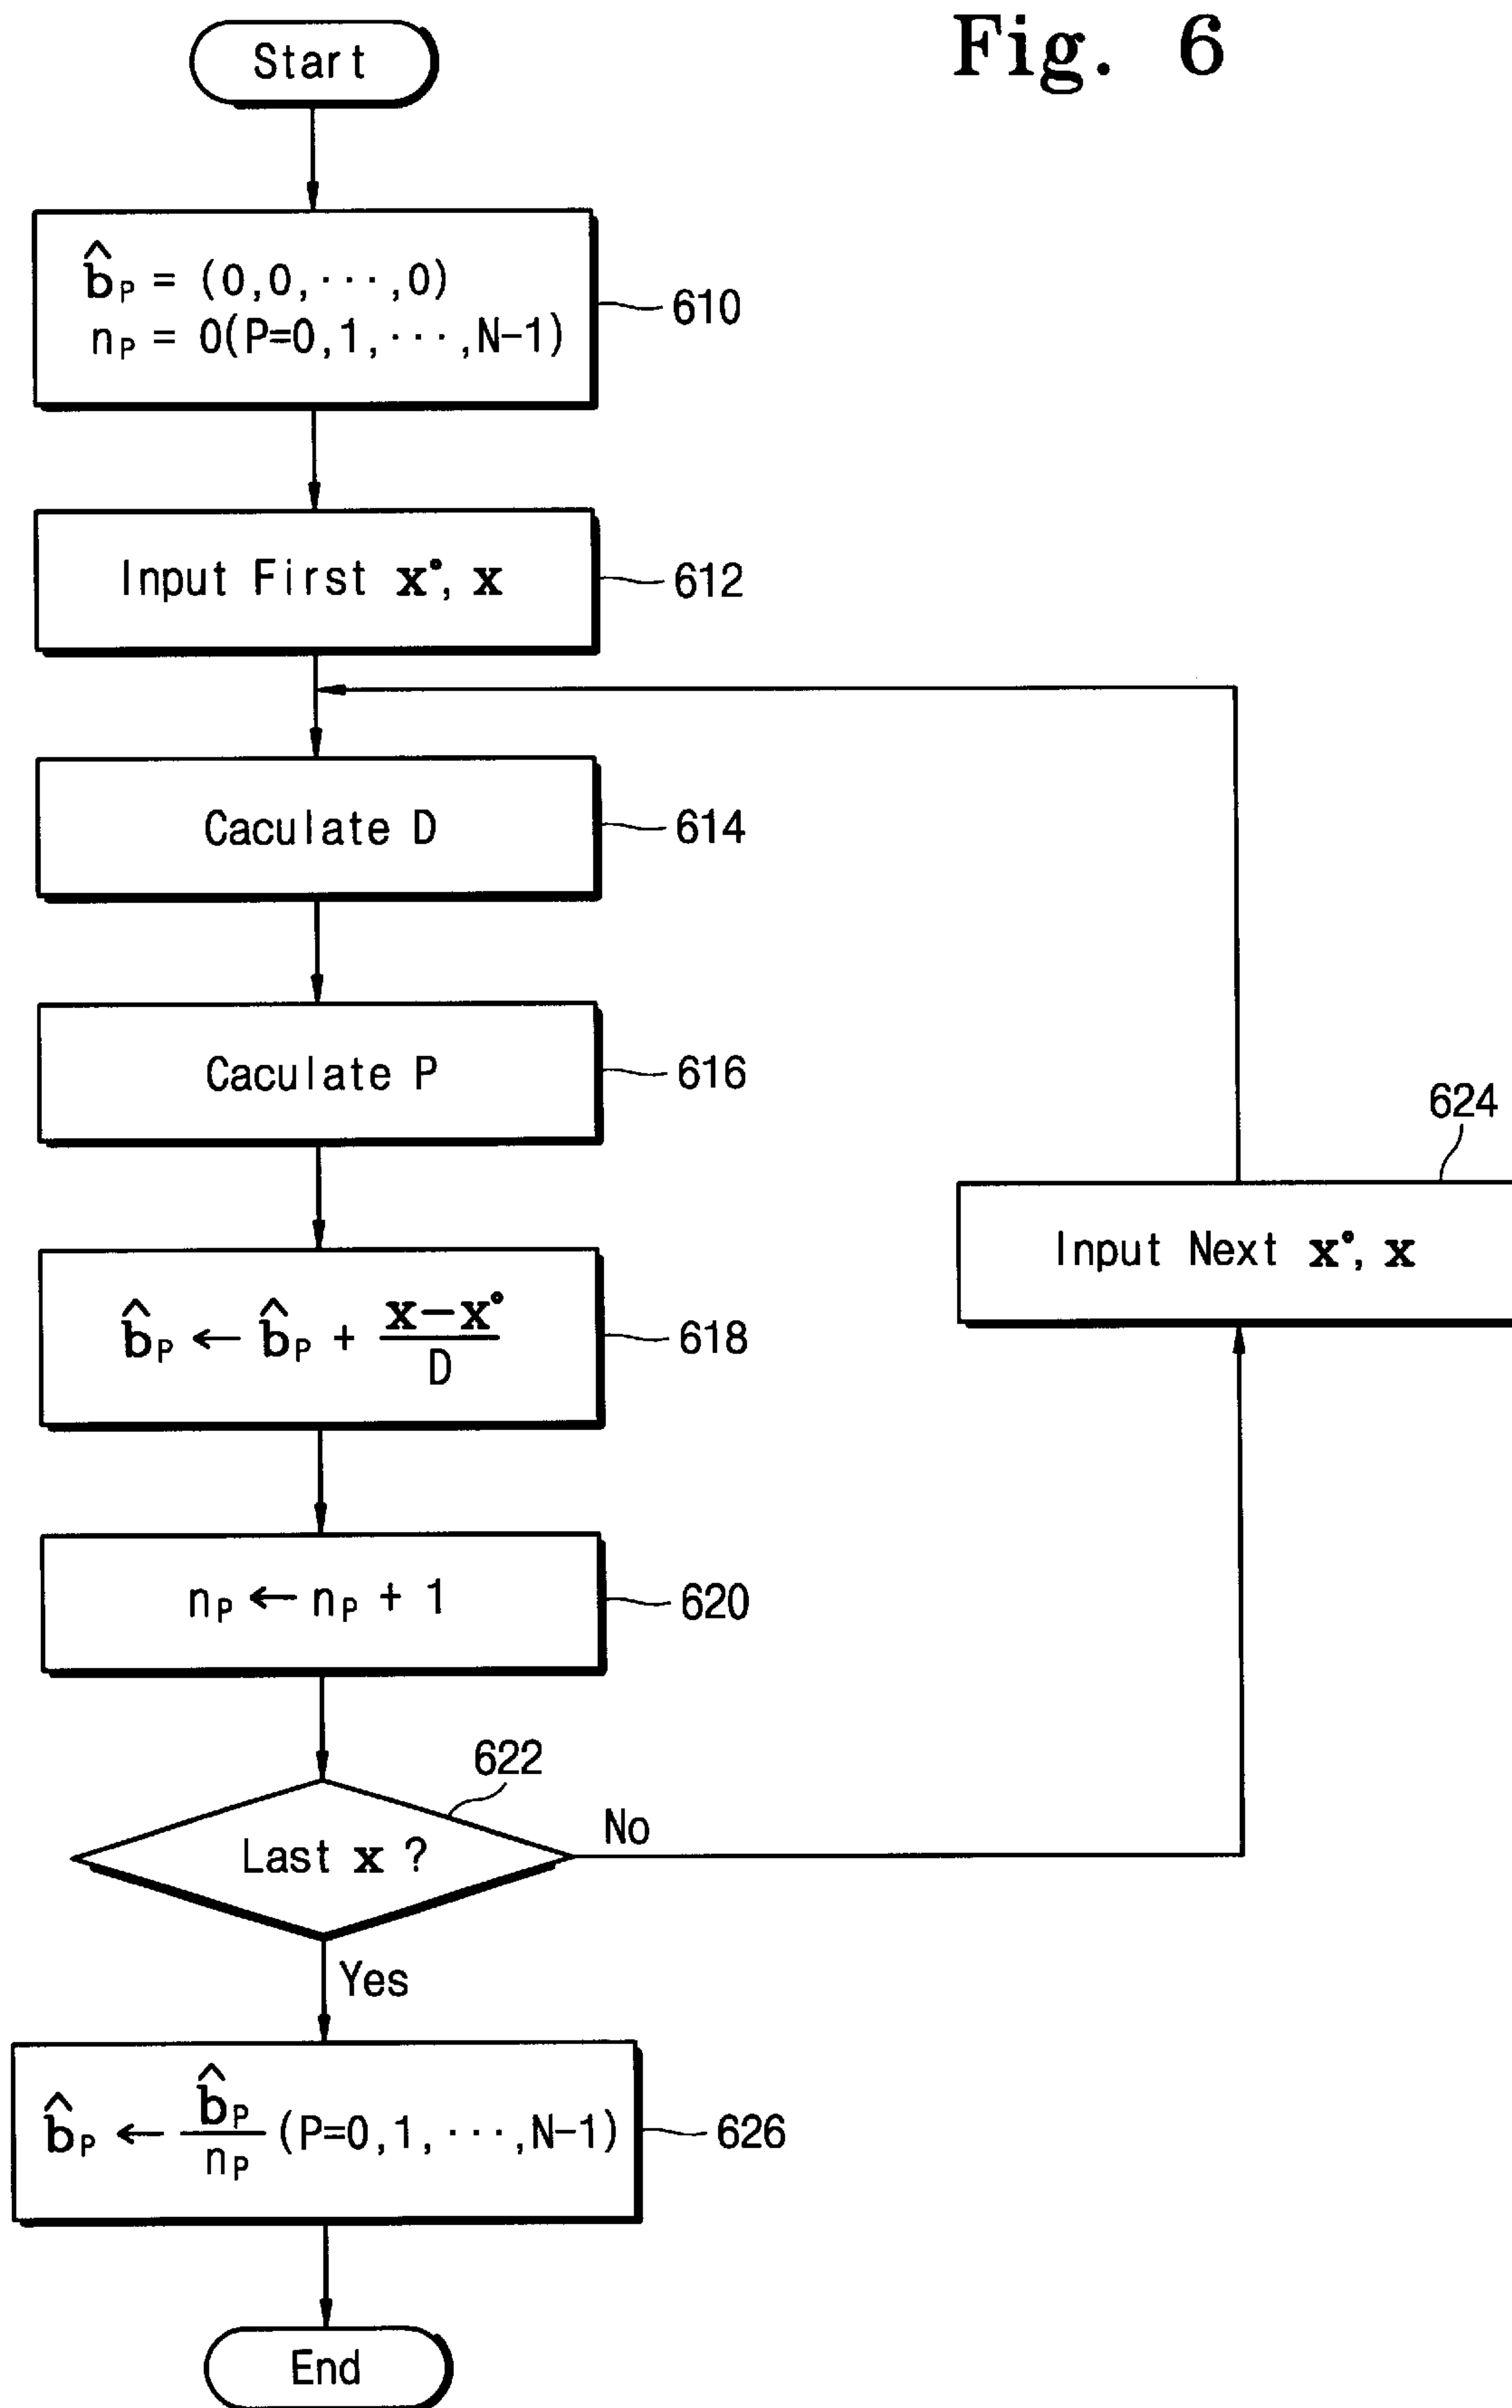 Fig. 6
Start
b̂P = (0,0,···,0)
nP = 0(P=0,1,···,N-1)
610
Input First x°, x
612
Caculate D
614
Caculate P
616
b̂P ← b̂P + x-x°/D
618
nP ← nP + 1
620
622
Last x ?
No
Yes
624
Input Next x°, x
b̂P ← b̂P/nP (P=0,1,···,N-1)
626
End